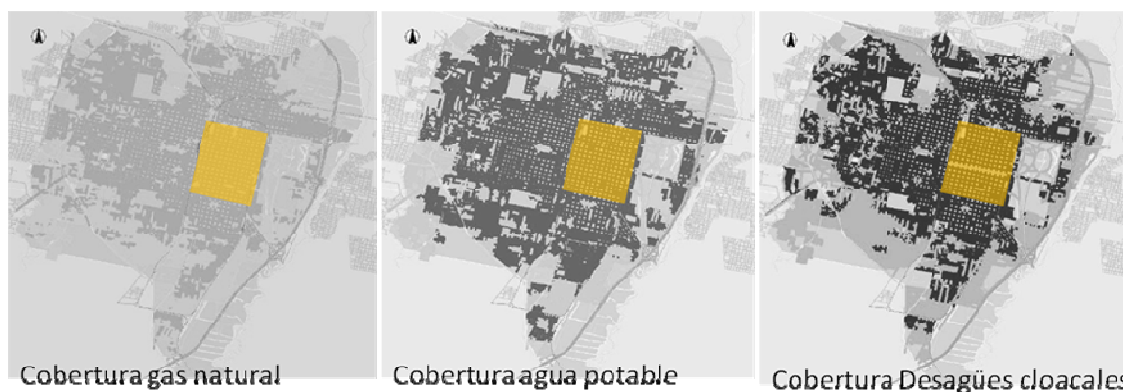 Cobertura gas natural
Cobertura agua potable
Cobertura Desagües cloacales